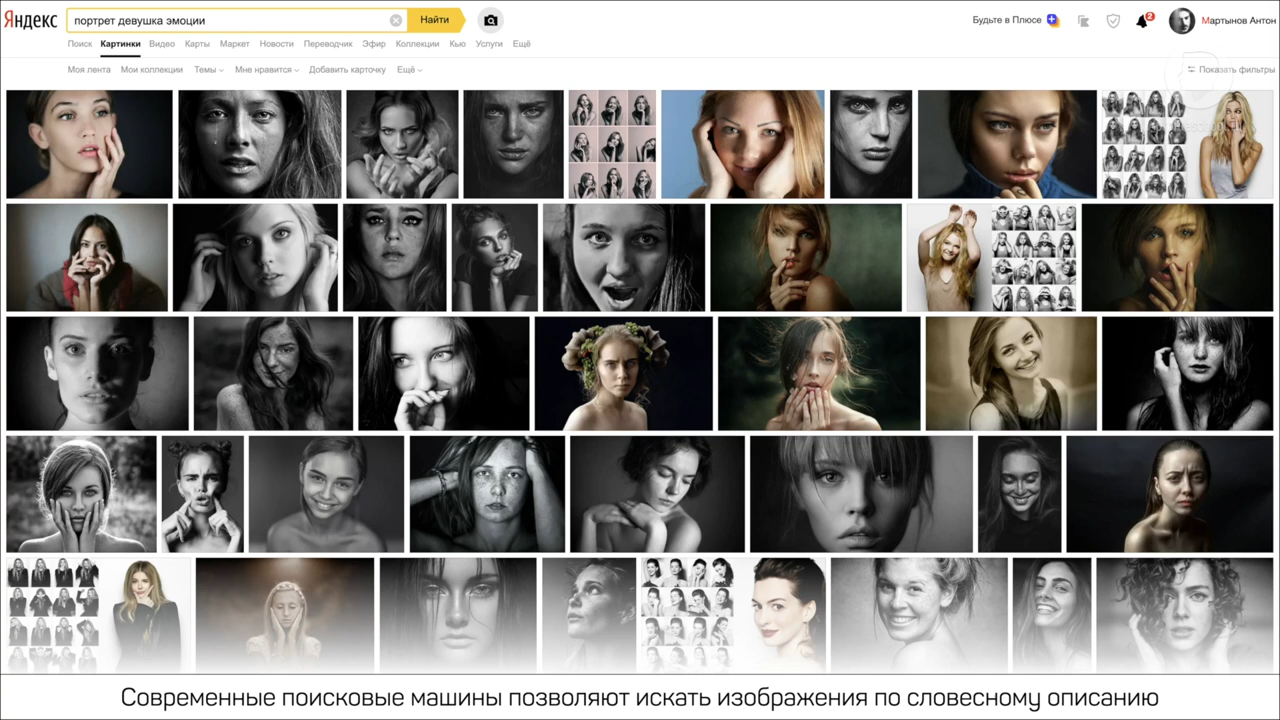 Яндекс портрет девушка эмоции Найти Будьте в Плюсе 2 Мартынов Антон
Поиск Картинки Видео Карты Маркет Новости Переводчик Эфир Коллекции Кью Услуги Ещё
Моя лента Мои коллекции Темы Мне нравится Добавить карточку Ещё Показать фильтры
Современные поисковые машины позволяют искать изображения по словесному описанию